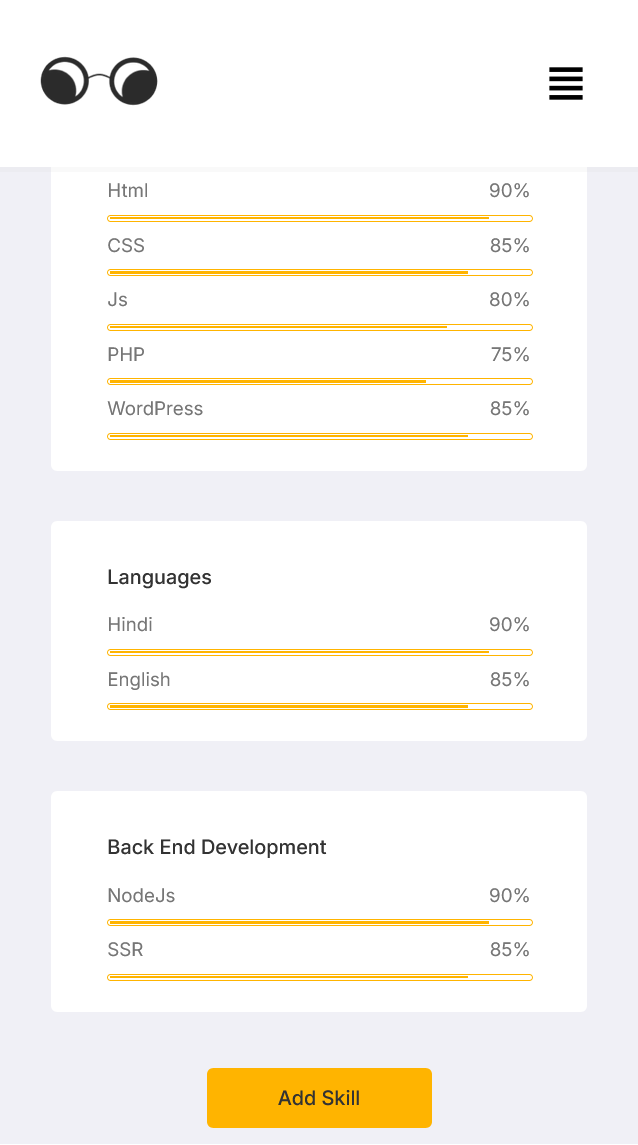 Html 90%
CSS 85%
Js 80%
PHP 75%
WordPress 85%
Languages
Hindi 90%
English 85%
Back End Development
NodeJs 90%
SSR 85%
Add Skill